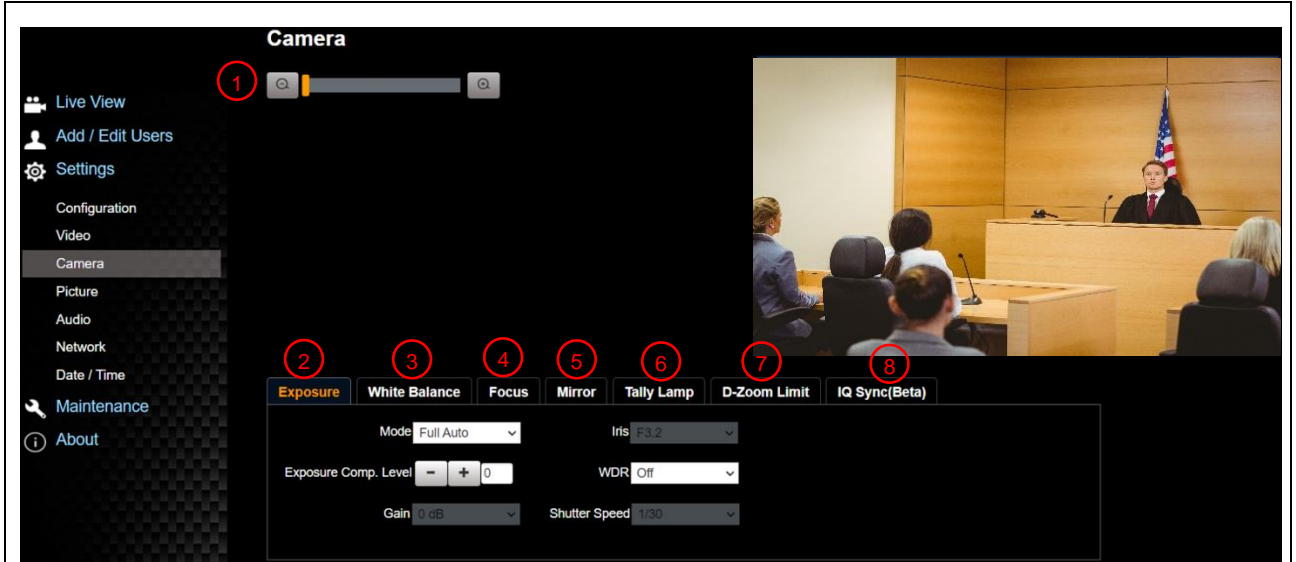 Camera
1
Live View
Add / Edit Users
Settings
Configuration
Video
Camera
Picture
Audio
Network
Date / Time
Maintenance
About
2 3 4 5 6 7 8
Exposure White Balance Focus Mirror Tally Lamp D-Zoom Limit IQ Sync(Beta)
Mode Full Auto Iris F3.2
Exposure Comp. Level - + 0 WDR Off
Gain 0 dB Shutter Speed 1/30